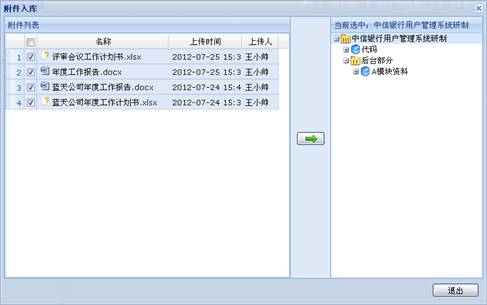 附件入库
附件列表
当前选中: 中信银行用户管理系统研制
名称 上传时间 上传人
1 评审会议工作计划书.xlsx 2012-07-25 15:3 王小帅
2 年度工作报告.docx 2012-07-25 15:3 王小帅
3 蓝天公司年度工作报告.docx 2012-07-24 15:4 王小帅
4 蓝天公司年度工作计划书.xlsx 2012-07-24 15:3 王小帅
中信银行用户管理系统研制
代码
后台部分
A模块资料
退出